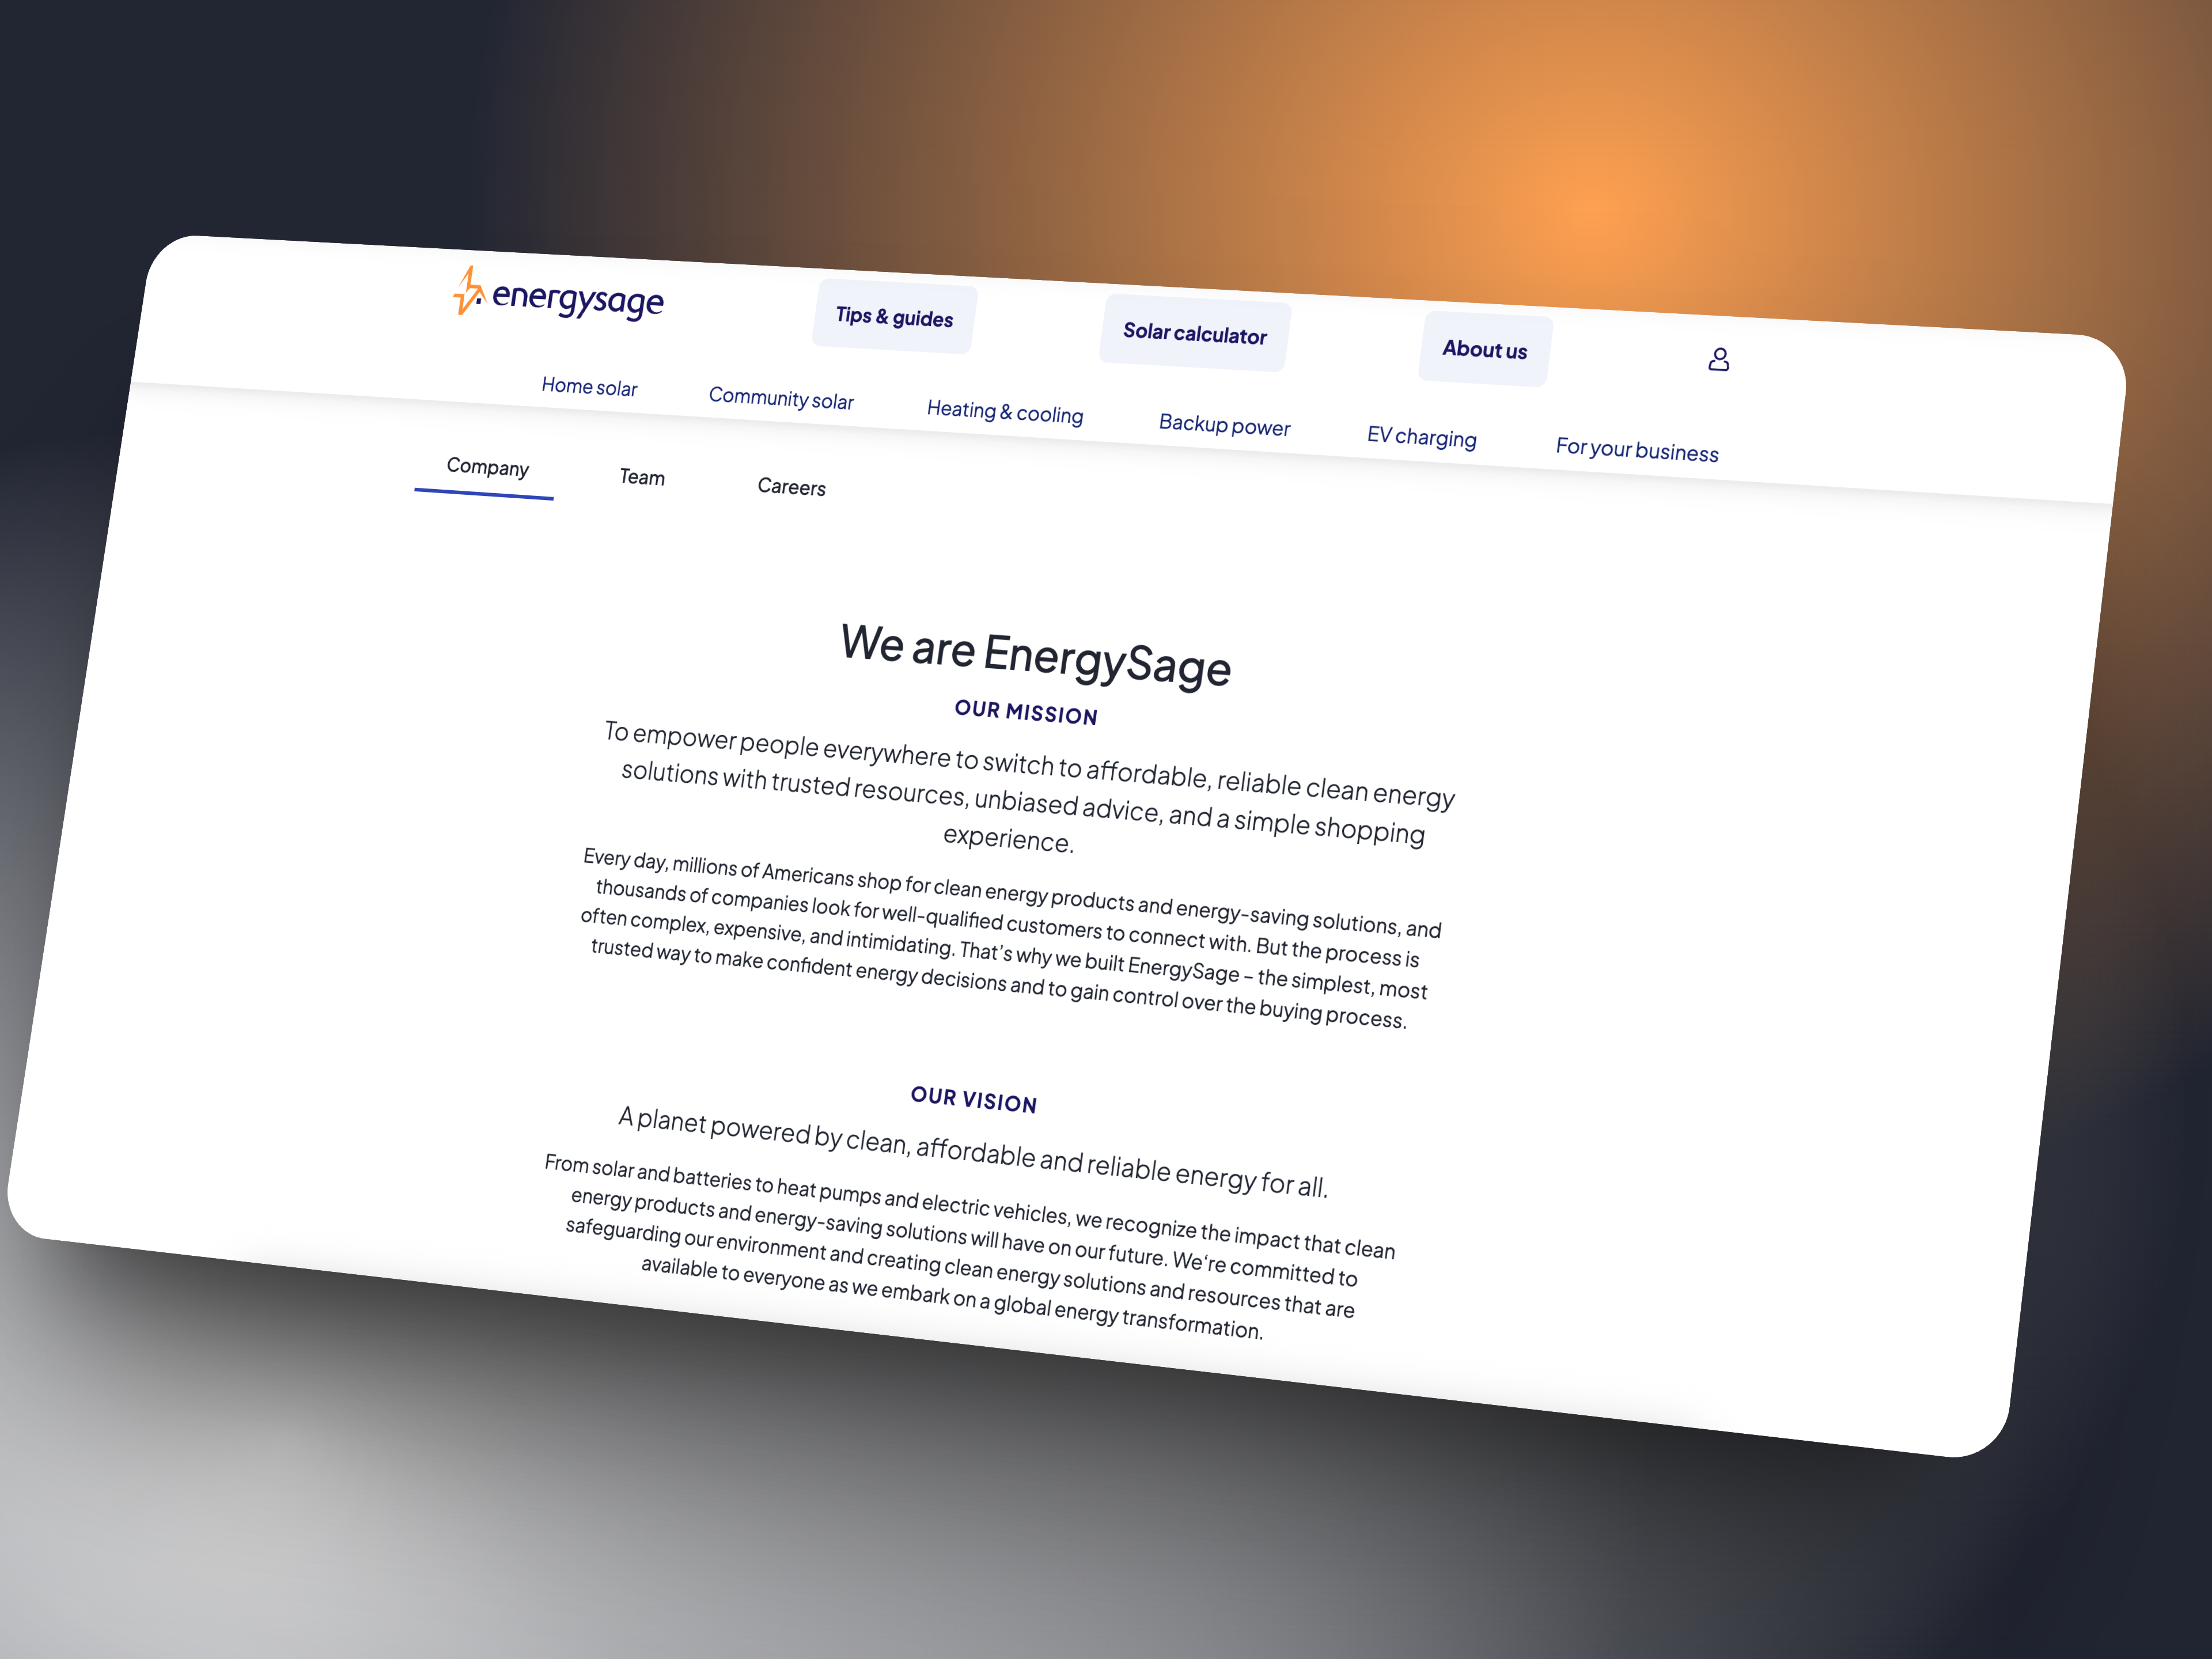 energysage
Tips & guides
Solar calculator
About us
Home solar
Community solar
Heating & cooling
Backup power
EV charging
For your business
Company
Team
Careers
We are EnergySage
OUR MISSION
To empower people everywhere to switch to affordable, reliable clean energy
solutions with trusted resources, unbiased advice, and a simple shopping
experience.
Every day, millions of Americans shop for clean energy products and energy-saving solutions, and
thousands of companies look for well-qualified customers to connect with. But the process is
often complex, expensive, and intimidating. That's why we built EnergySage – the simplest, most
trusted way to make confident energy decisions and to gain control over the buying process.
OUR VISION
A planet powered by clean, affordable and reliable energy for all.
From solar and batteries to heat pumps and electric vehicles, we recognize the impact that clean
energy products and energy-saving solutions will have on our future. We‘re committed to
safeguarding our environment and creating clean energy solutions and resources that are
available to everyone as we embark on a global energy transformation.